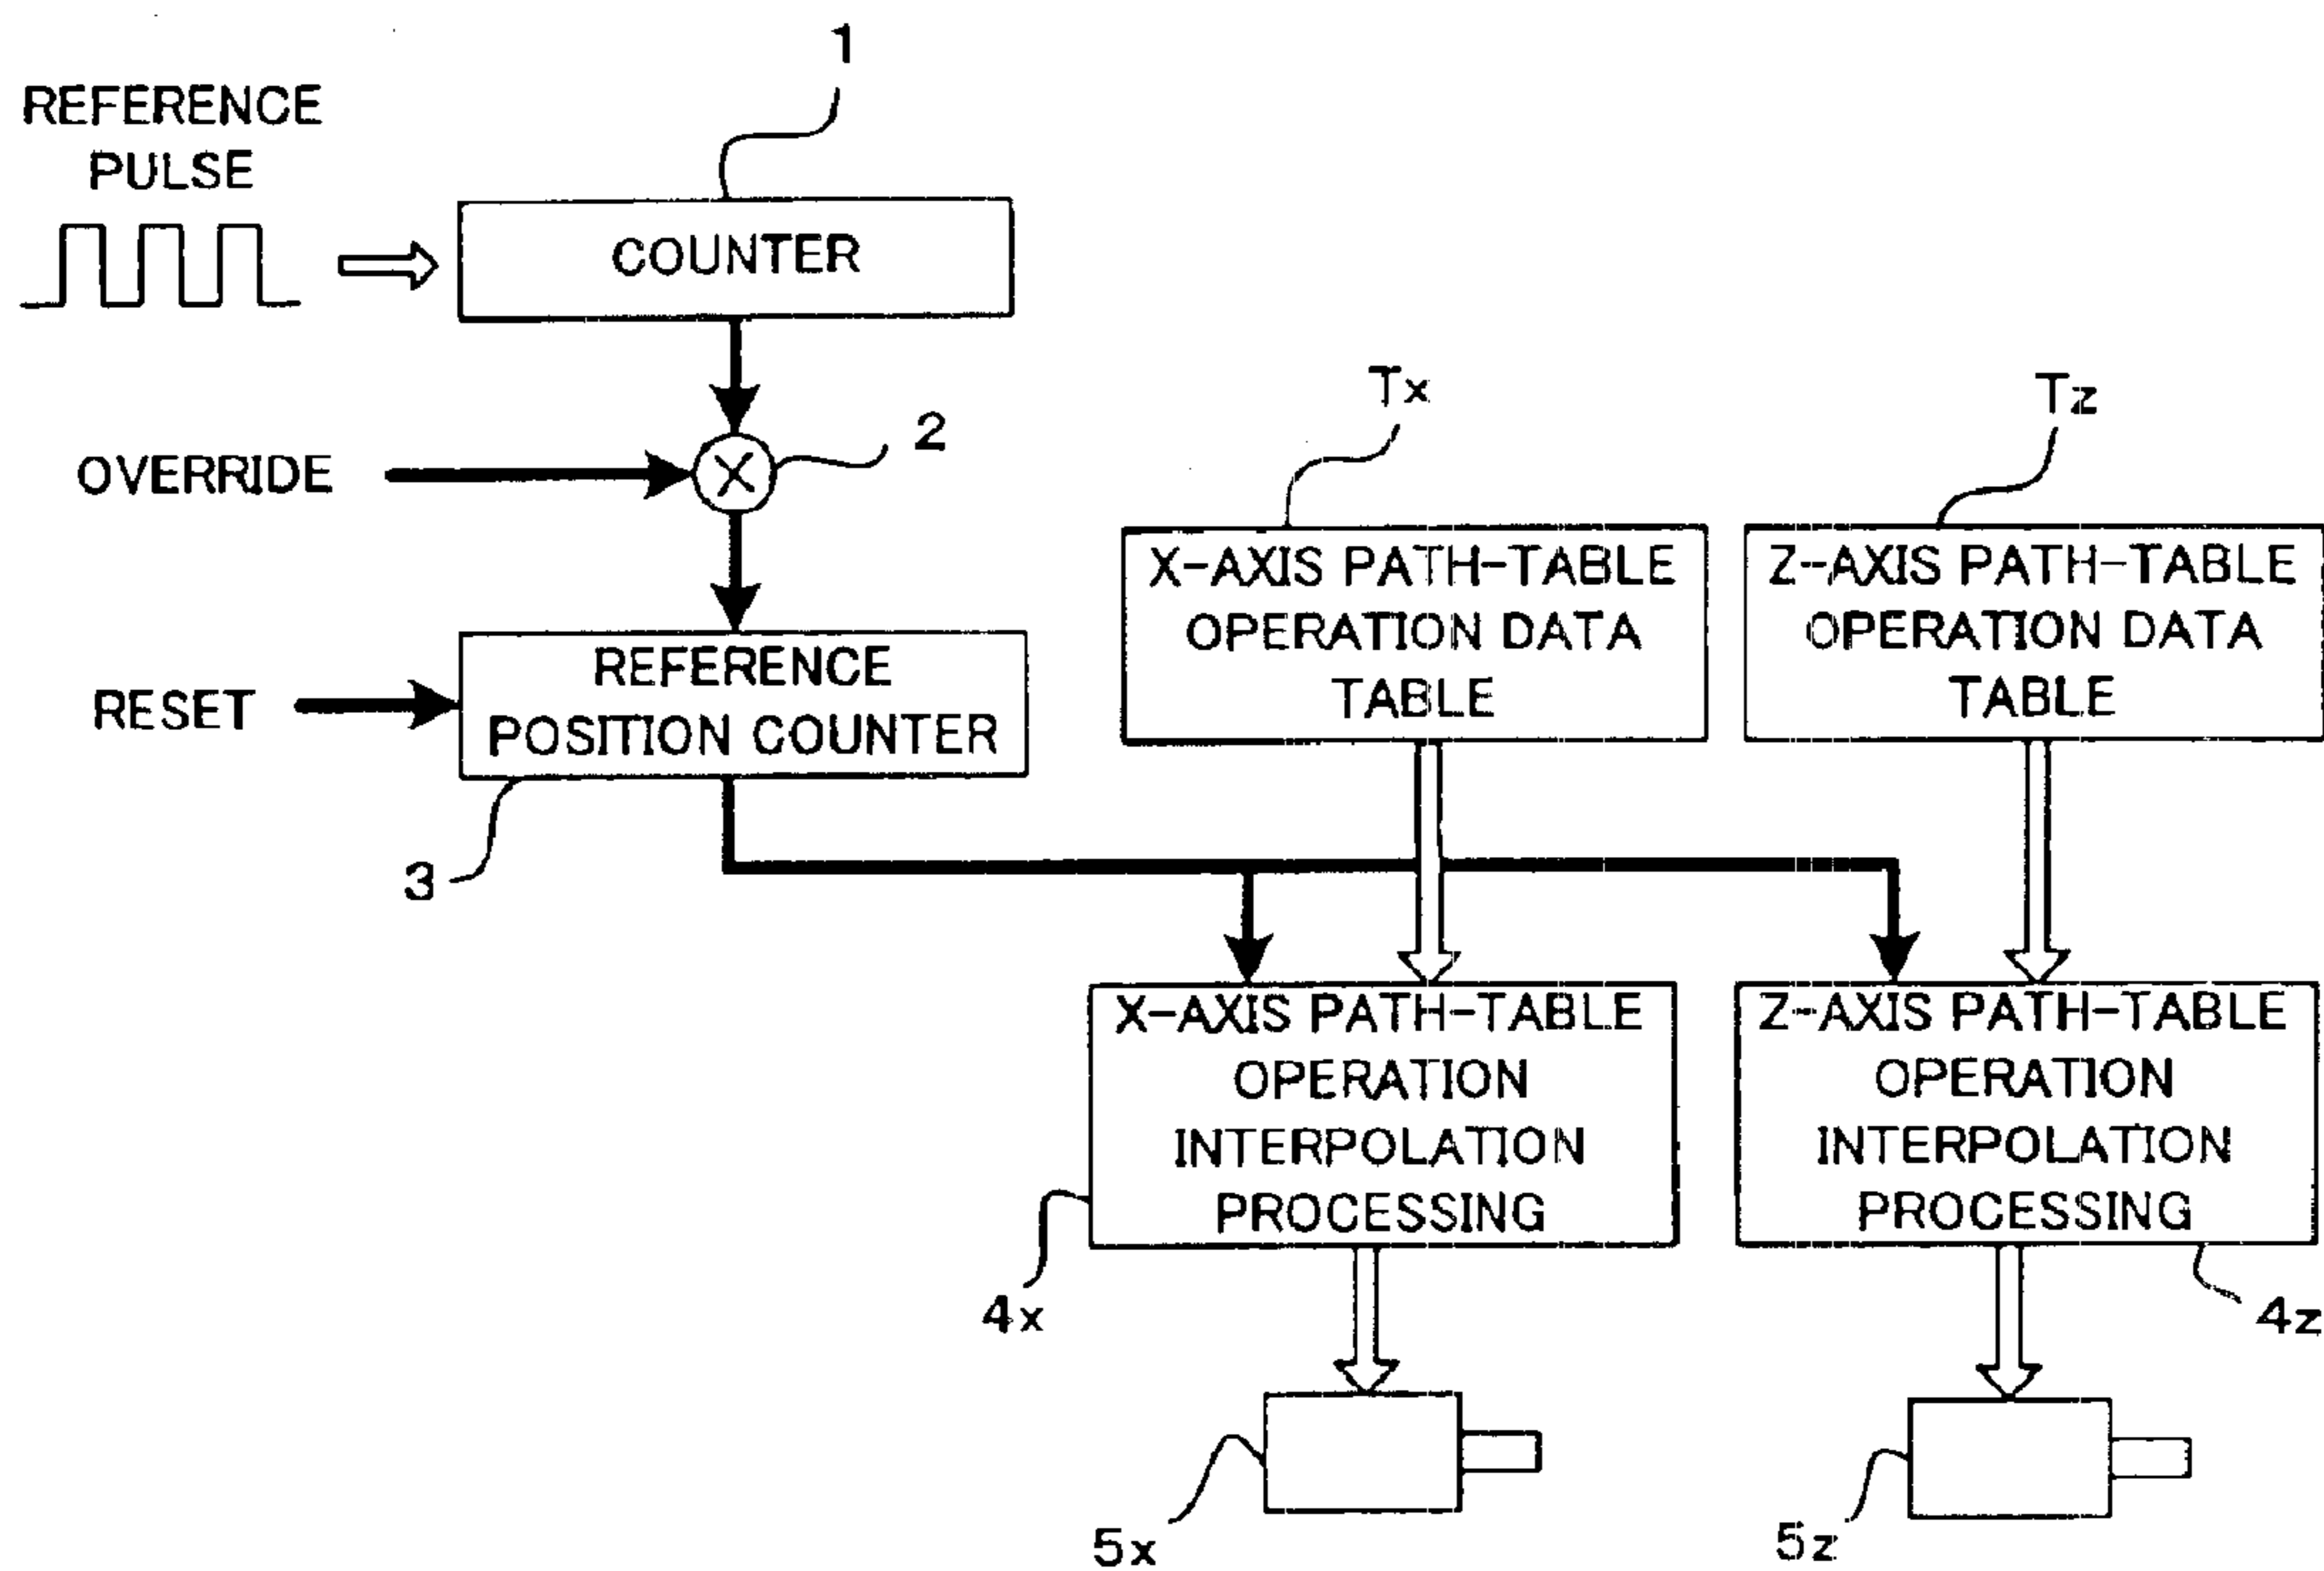 1
REFERENCE
PULSE
COUNTER
Tx
Tz
2
OVERRIDE
X
X-AXIS PATH-TABLE
OPERATION DATA
TABLE
Z-AXIS PATH-TABLE
OPERATION DATA
TABLE
RESET
REFERENCE
POSITION COUNTER
3
X-AXIS PATH-TABLE
OPERATION
INTERPOLATION
PROCESSING
Z-AXIS PATH-TABLE
OPERATION
INTERPOLATION
PROCESSING
4x
4z
5x
5z